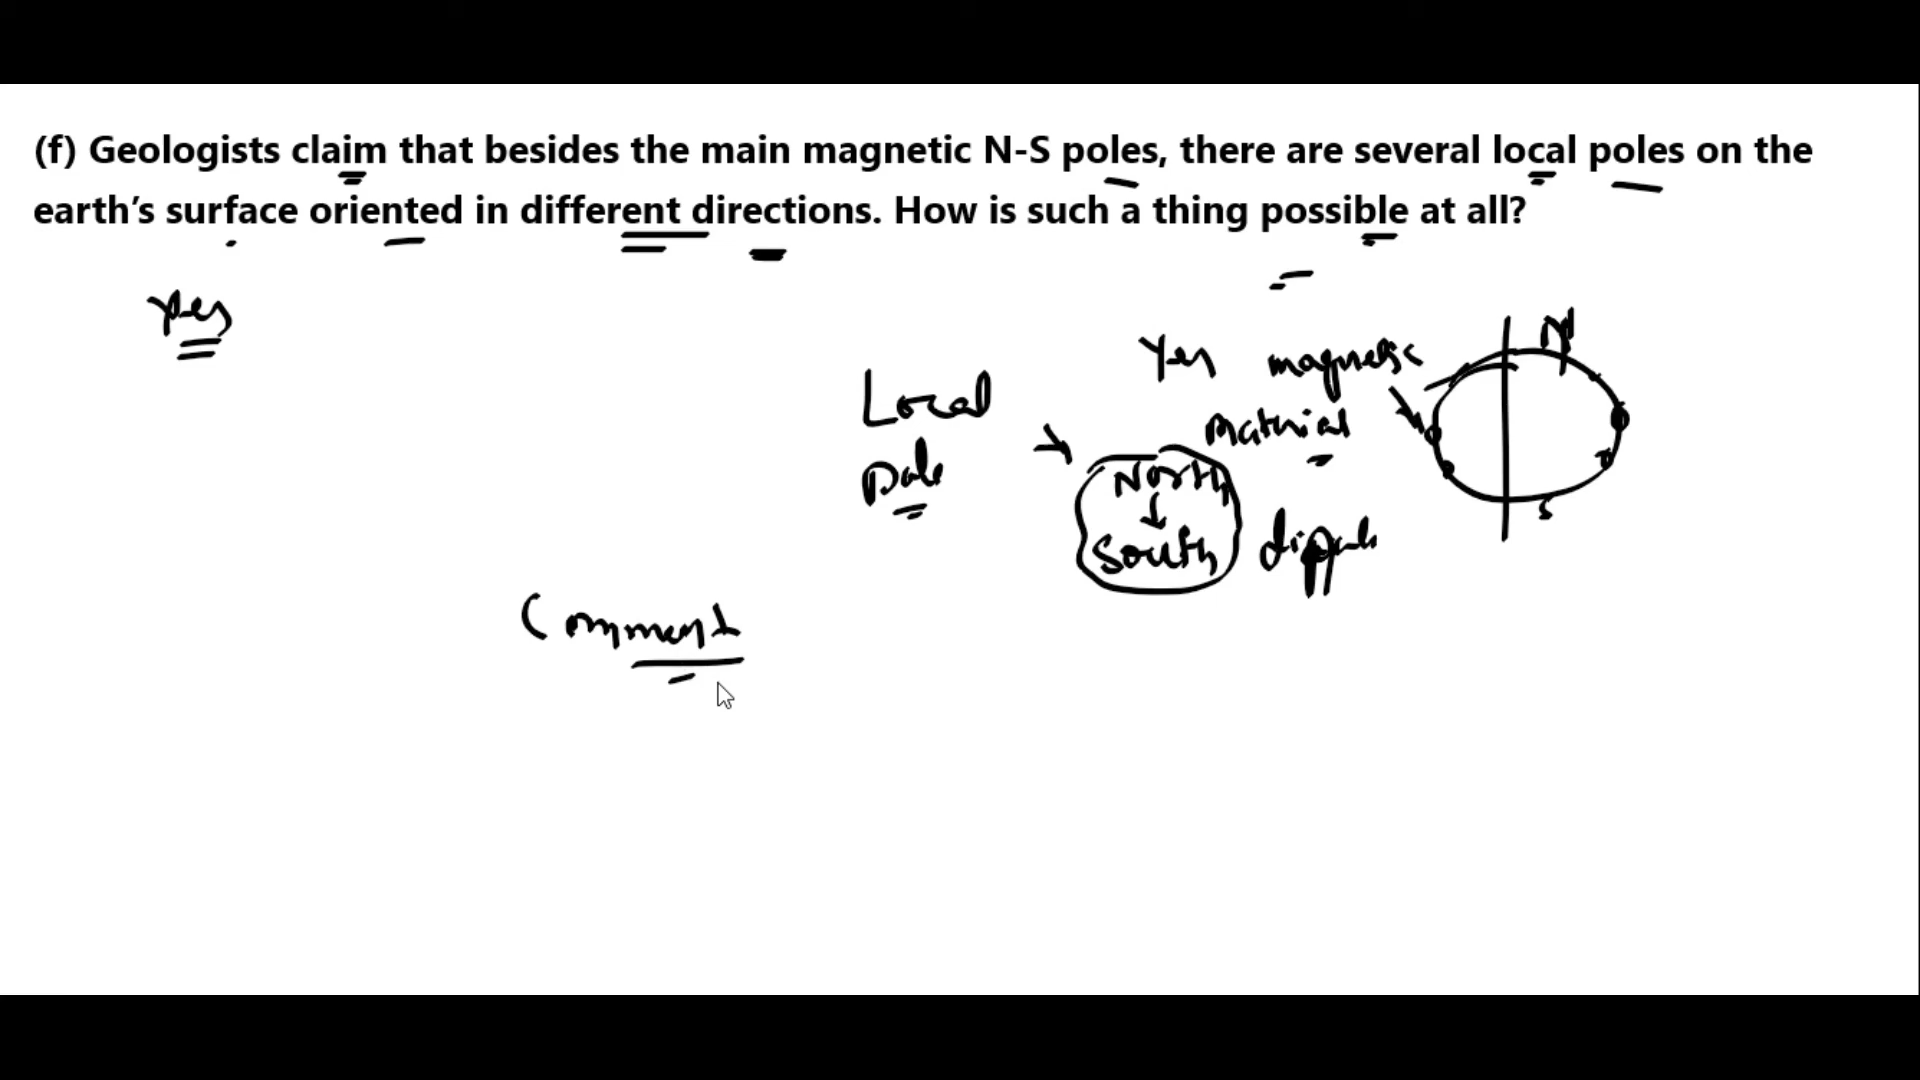 (f) Geologists claim that besides the main magnetic N-S poles, there are several local poles on the
earth's surface oriented in different directions. How is such a thing possible at all?
yes
Yes magnetic
material
N
S
Local
Pole
North
South
dipole
Comment